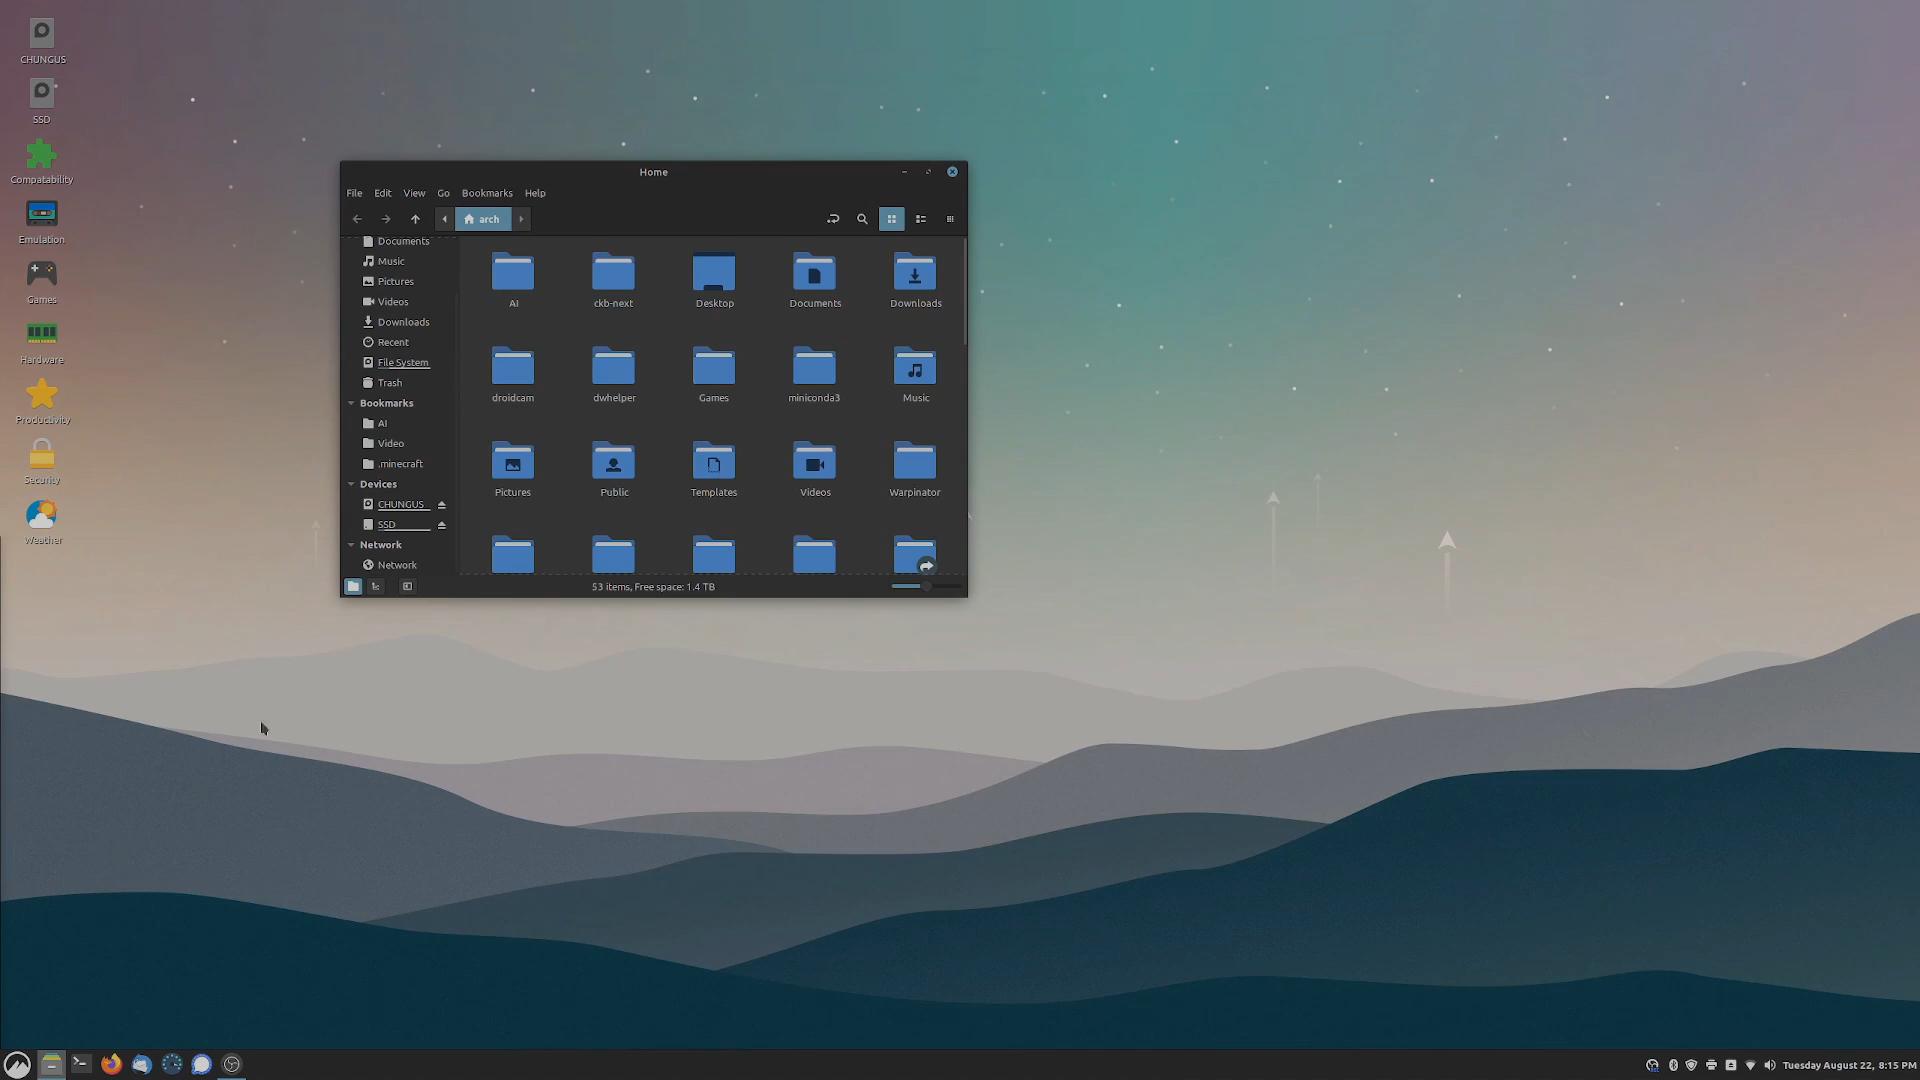 CHUNGUS
SSD
Compatability
Emulation
Games
Hardware
Productivity
Security
Weather
Home
File Edit View Go Bookmarks Help
arch
Documents
Music
Pictures
Videos
Downloads
Recent
File System
Trash
Bookmarks
AI
Video
.minecraft
Devices
CHUNGUS
SSD
Network
Network
AI ckb-next Desktop Documents Downloads
droidcam dwhelper Games miniconda3 Music
Pictures Public Templates Videos Warpinator
53 items, Free space: 1.4 TB
Tuesday August 22, 8:15 PM